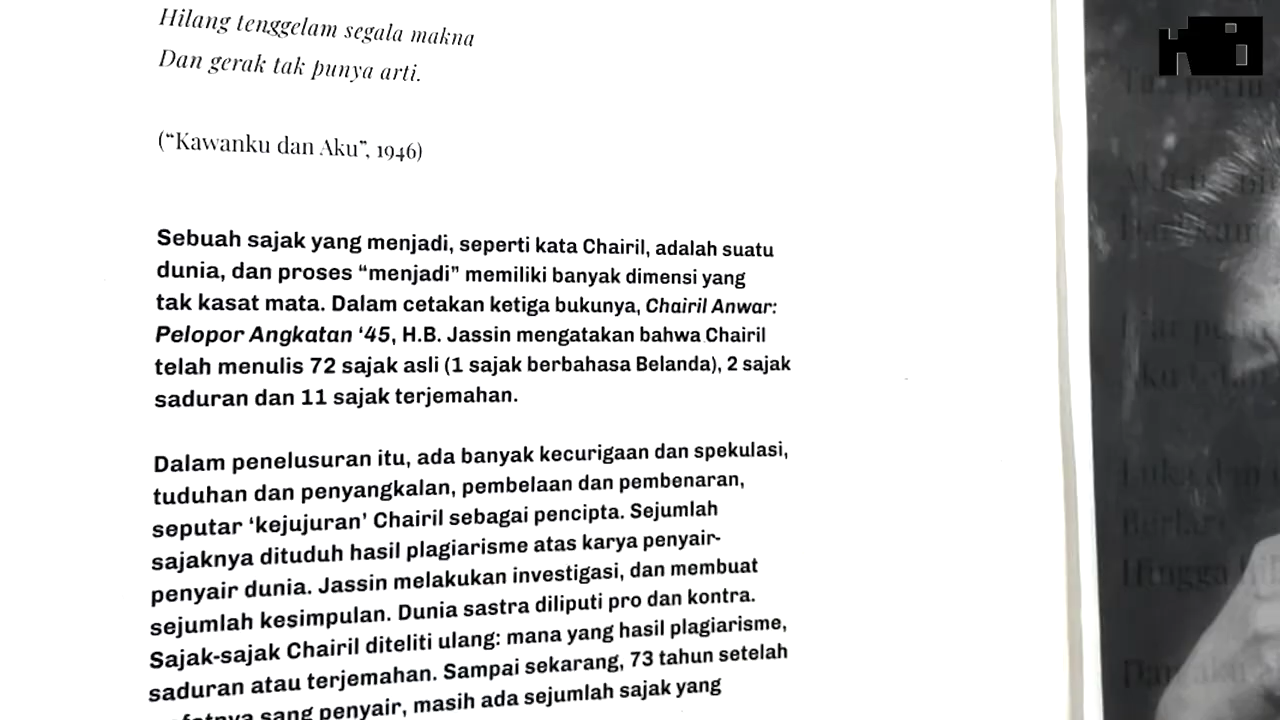 Hilang tenggelam segala makna
Dan gerak tak punya arti.
(“Kawanku dan Aku”, 1946)
Sebuah sajak yang menjadi, seperti kata Chairil, adalah suatu
dunia, dan proses “menjadi” memiliki banyak dimensi yang
tak kasat mata. Dalam cetakan ketiga bukunya, Chairil Anwar:
Pelopor Angkatan ‘45, H.B. Jassin mengatakan bahwa Chairil
telah menulis 72 sajak asli (1 sajak berbahasa Belanda), 2 sajak
saduran dan 11 sajak terjemahan.
Dalam penelusuran itu, ada banyak kecurigaan dan spekulasi,
tuduhan dan penyangkalan, pembelaan dan pembenaran,
seputar ‘kejujuran’ Chairil sebagai pencipta. Sejumlah
sajaknya dituduh hasil plagiarisme atas karya penyair-
penyair dunia. Jassin melakukan investigasi, dan membuat
sejumlah kesimpulan. Dunia sastra diliputi pro dan kontra.
Sajak-sajak Chairil diteliti ulang: mana yang hasil plagiarisme,
saduran atau terjemahan. Sampai sekarang, 73 tahun setelah
sang penyair, masih ada sejumlah sajak yang